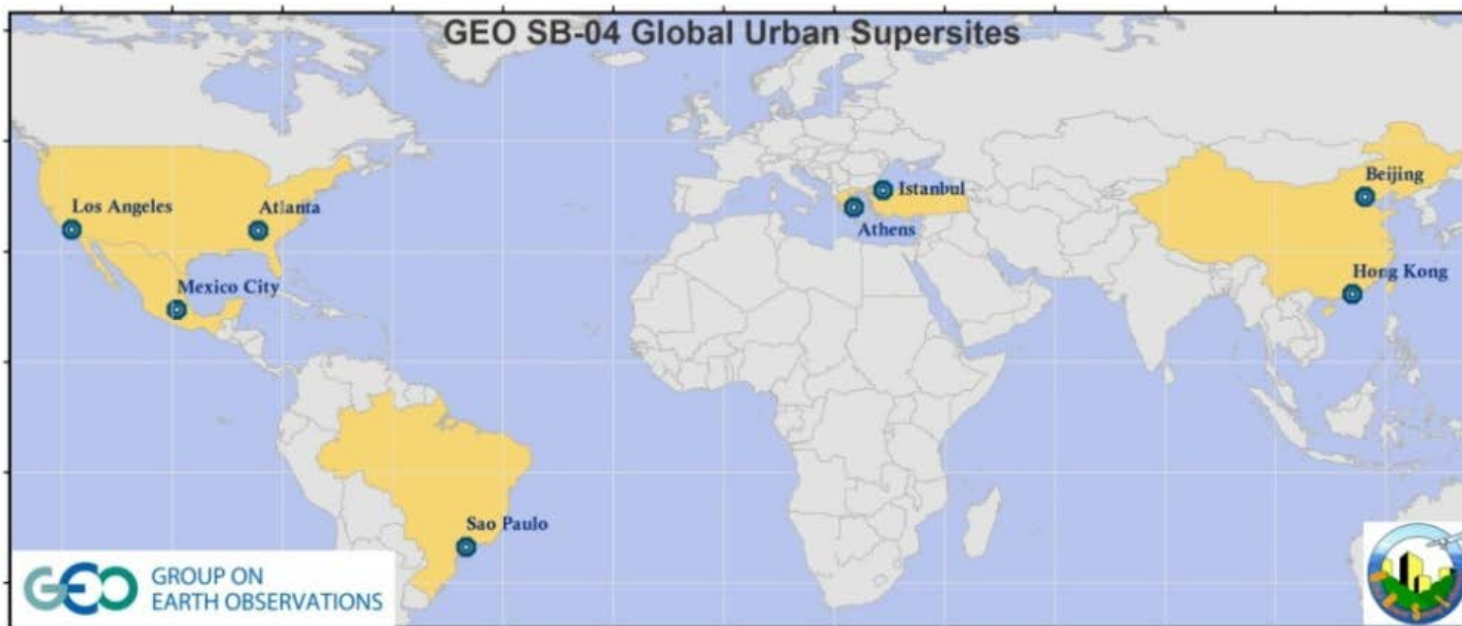 GEO SB-04 Global Urban Supersites
Los Angeles
Atlanta
Istanbul
Athens
Beijing
Hong Kong
Mexico City
Sao Paulo
GEO
GROUP ON
EARTH OBSERVATIONS